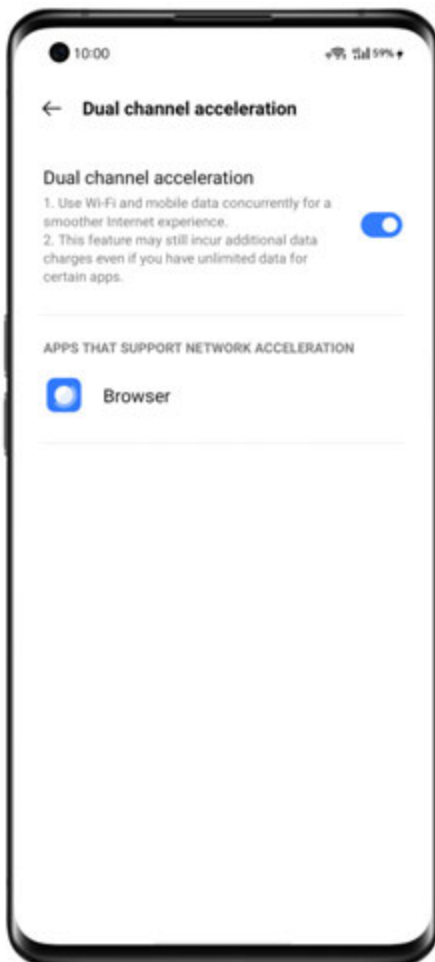 10:00
59%
Dual channel acceleration
Dual channel acceleration
1. Use Wi-Fi and mobile data concurrently for a
smoother Internet experience.
2. This feature may still incur additional data
charges even if you have unlimited data for
certain apps.
APPS THAT SUPPORT NETWORK ACCELERATION
Browser